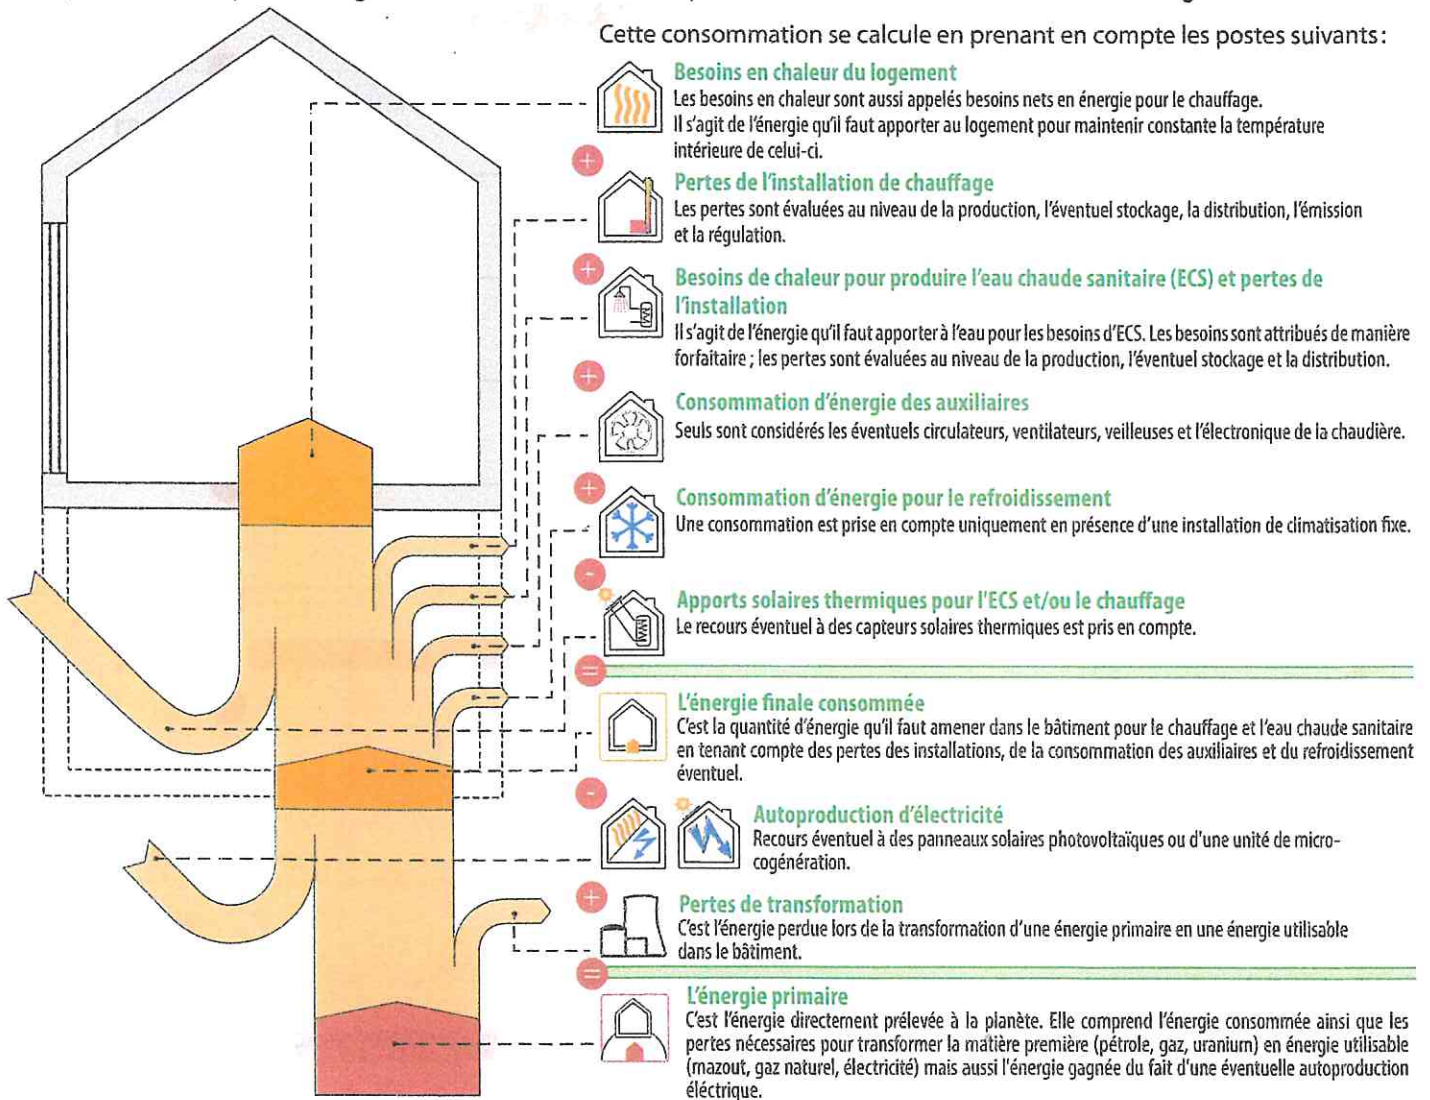 Cette consommation se calcule en prenant en compte les postes suivants:
Besoins en chaleur du logement
Les besoins en chaleur sont aussi appelés besoins nets en énergie pour le chauffage.
Il s'agit de l'énergie qu'il faut apporter au logement pour maintenir constante la température
intérieure de celui-ci.
+
Pertes de l'installation de chauffage
Les pertes sont évaluées au niveau de la production, l'éventuel stockage, la distribution, l'émission
et la régulation.
+
Besoins de chaleur pour produire l'eau chaude sanitaire (ECS) et pertes de
l'installation
Il s'agit de l'énergie qu'il faut apporter à l'eau pour les besoins d'ECS. Les besoins sont attribués de manière
forfaitaire ; les pertes sont évaluées au niveau de la production, l'éventuel stockage et la distribution.
+
Consommation d'énergie des auxiliaires
Seuls sont considérés les éventuels circulateurs, ventilateurs, veilleuses et l'électronique de la chaudière.
+
Consommation d'énergie pour le refroidissement
Une consommation est prise en compte uniquement en présence d'une installation de climatisation fixe.
-
Apports solaires thermiques pour l'ECS et/ou le chauffage
Le recours éventuel à des capteurs solaires thermiques est pris en compte.
=
L'énergie finale consommée
C'est la quantité d'énergie qu'il faut amener dans le bâtiment pour le chauffage et l'eau chaude sanitaire
en tenant compte des pertes des installations, de la consommation des auxiliaires et du refroidissement
éventuel.
-
Autoproduction d'électricité
Recours éventuel à des panneaux solaires photovoltaïques ou d'une unité de micro-
cogénération.
+
Pertes de transformation
C'est l'énergie perdue lors de la transformation d'une énergie primaire en une énergie utilisable
dans le bâtiment.
=
L'énergie primaire
C'est l'énergie directement prélevée à la planète. Elle comprend l'énergie consommée ainsi que les
pertes nécessaires pour transformer la matière première (pétrole, gaz, uranium) en énergie utilisable
(mazout, gaz naturel, électricité) mais aussi l'énergie gagnée du fait d'une éventuelle autoproduction
éléctrique.